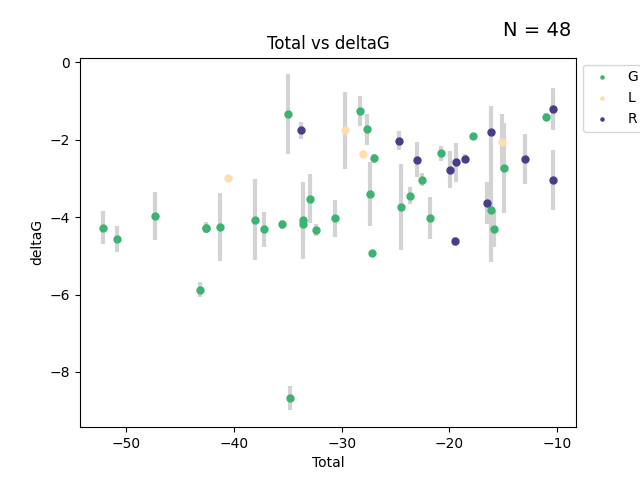 N = 48
Total vs deltaG
0
−2
−4
−6
−8
deltaG
−50
−40
−30
−20
−10
Total
G
L
R